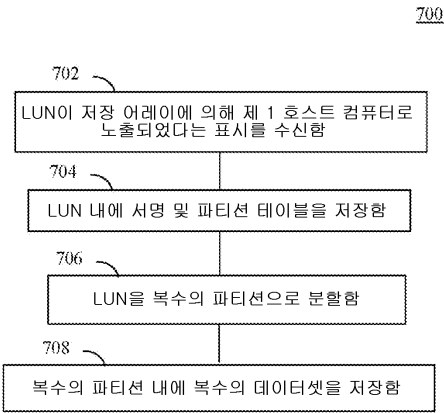 700
702
LUN이 저장 어레이에 의해 제 1 호스트 컴퓨터로
노출되었다는 표시를 수신함
704
LUN 내에 서명 및 파티션 테이블을 저장함
706
LUN을 복수의 파티션으로 분할함
708
복수의 파티션 내에 복수의 데이터셋을 저장함